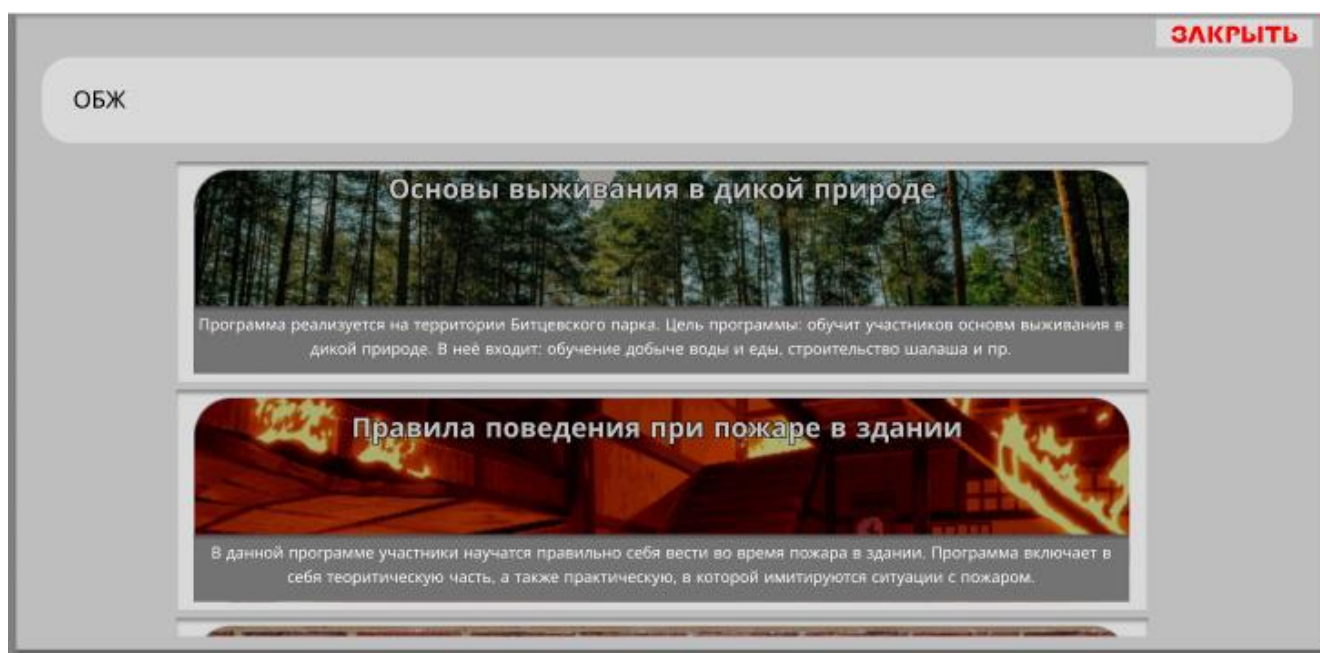 ЗАКРЫТЬ
ОБЖ
Основы выживания в дикой природе
Программа реализуется на территории Битцевского парка. Цель программы: обучит участников основм выживания в
дикой природе. В неё входит: обучение добыче воды и еды, строительство шалаша и пр.
Правила поведения при пожаре в здании
В данной программе участники научатся правильно себя вести во время пожара в здании. Программа включает в
себя теоритическую часть, а также практическую, в которой имитируются ситуации с пожаром.